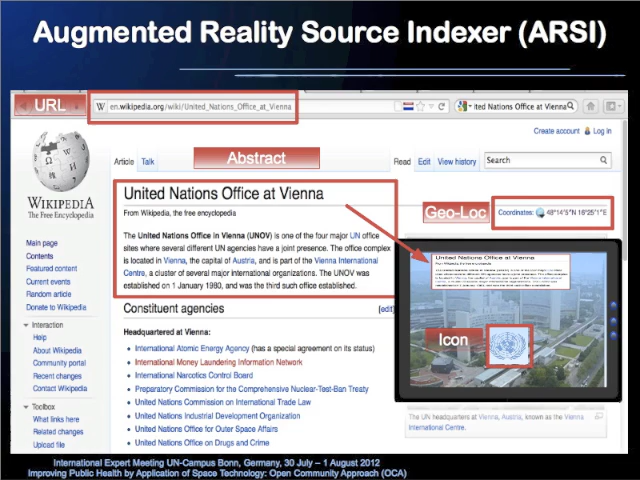 Augmented Reality Source Indexer (ARSI)
URL
W en.wikipedia.org/wiki/United_Nations_Office_at_Vienna
ited Nations Office at Vienna
Create account Log in
Article Talk
Abstract
Read Edit View history
Search
WIKIPEDIA
The Free Encyclopedia
United Nations Office at Vienna
From Wikipedia, the free encyclopedia
Geo-Loc
Coordinates: 48°14′5″N 16°25′1″E
The United Nations Office in Vienna (UNOV) is one of the four major UN office
sites where several different UN agencies have a joint presence. The office complex
is located in Vienna, the capital of Austria, and is part of the Vienna International
Centre, a cluster of several major international organizations. The UNOV was
established on 1 January 1980, and was the third such office established.
Main page
Contents
Featured content
Current events
Random article
Donate to Wikipedia
Interaction
Help
About Wikipedia
Community portal
Recent changes
Contact Wikipedia
Toolbox
What links here
Related changes
Upload file
Constituent agencies [edit]
Headquartered at Vienna:
• International Atomic Energy Agency (has a special agreement on its status)
• International Money Laundering Information Network
• International Narcotics Control Board
• Preparatory Commission for the Comprehensive Nuclear-Test-Ban Treaty
• United Nations Commission on International Trade Law
• United Nations Industrial Development Organization
• United Nations Office for Outer Space Affairs
• United Nations Office on Drugs and Crime
United Nations Office at Vienna
From Wikipedia, the free encyclopedia
Icon
The UN headquarters at Vienna, Austria, known as the Vienna
International Centre.
International Expert Meeting UN-Campus Bonn, Germany, 30 July – 1 August 2012
Improving Public Health by Application of Space Technology: Open Community Approach (OCA)